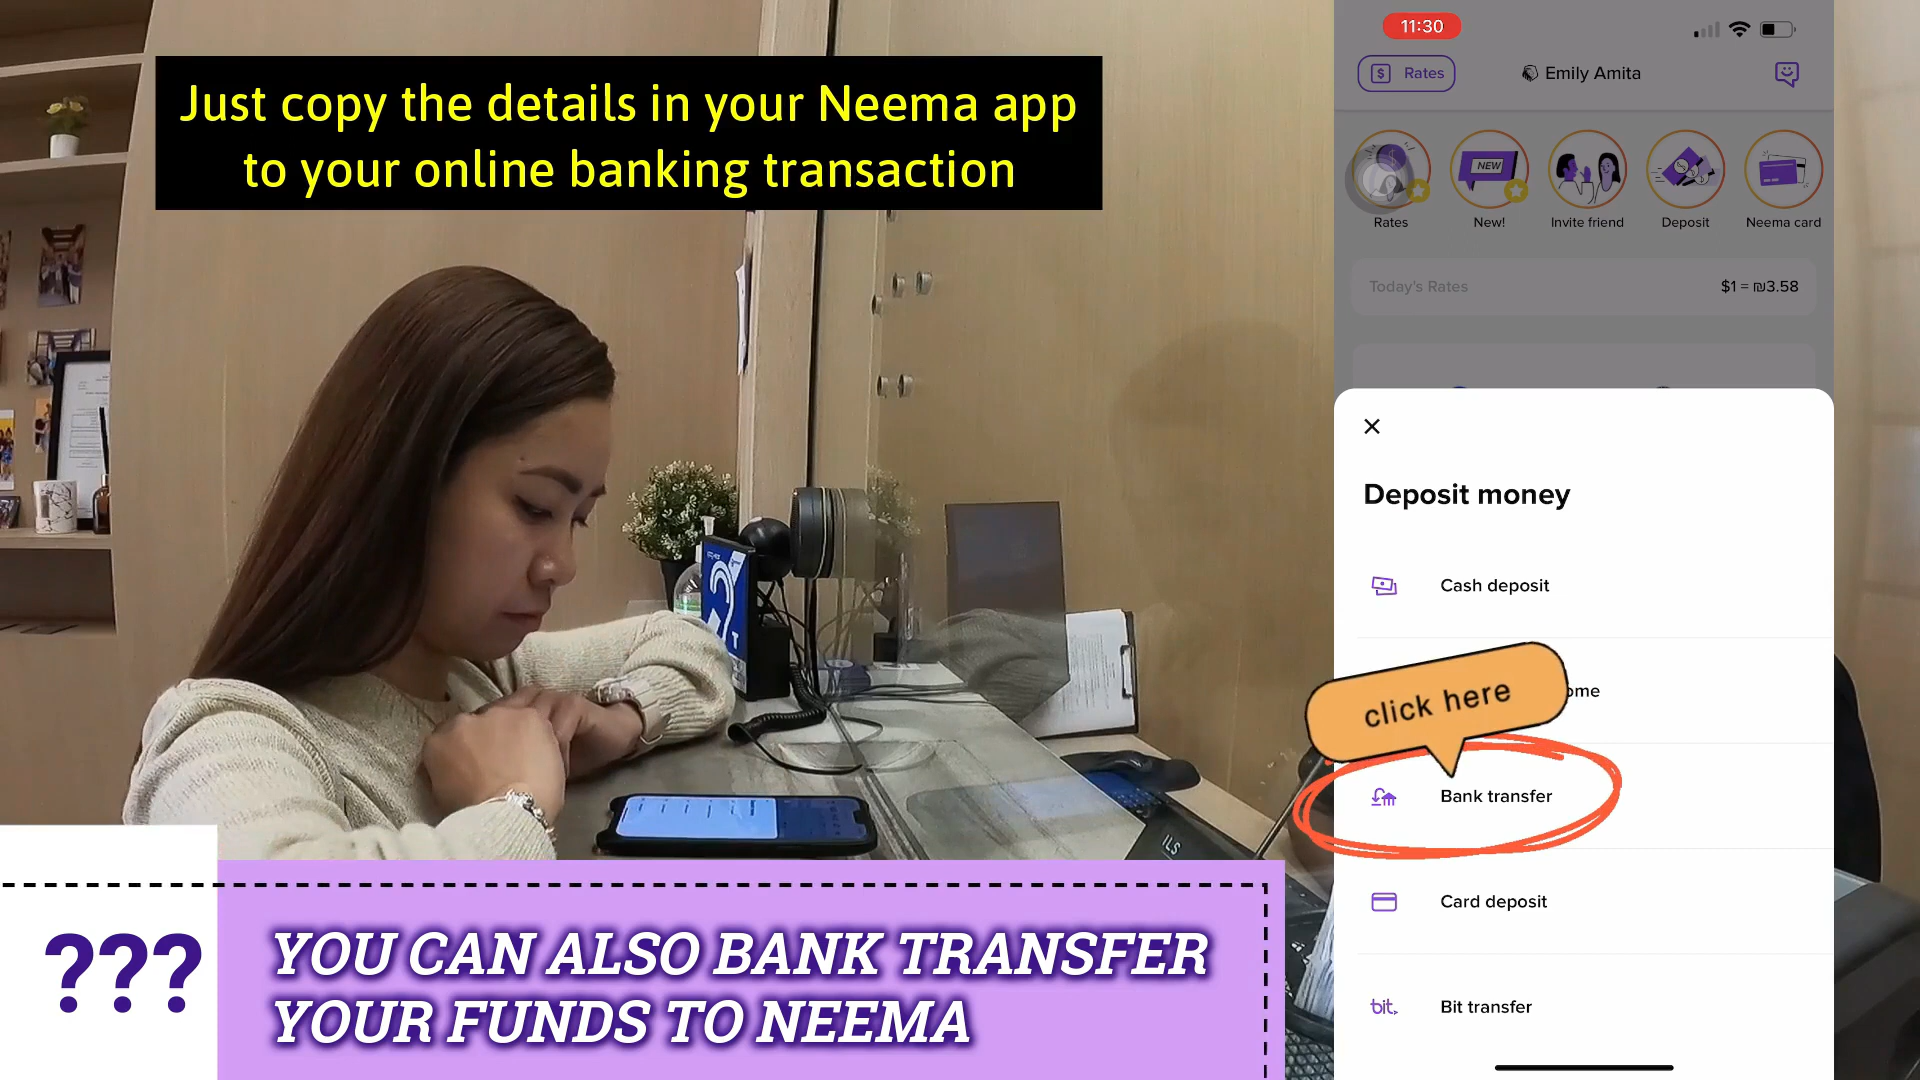 Just copy the details in your Neema app
to your online banking transaction
11:30
Rates
Emily Amita
NEW
Rates
New!
Invite friend
Deposit
Neema card
Today's Rates
$1 = ₪3.58
Deposit money
Cash deposit
click here
Bank transfer
Card deposit
bit
Bit transfer
T
ILS
???
YOU CAN ALSO BANK TRANSFER
YOUR FUNDS TO NEEMA